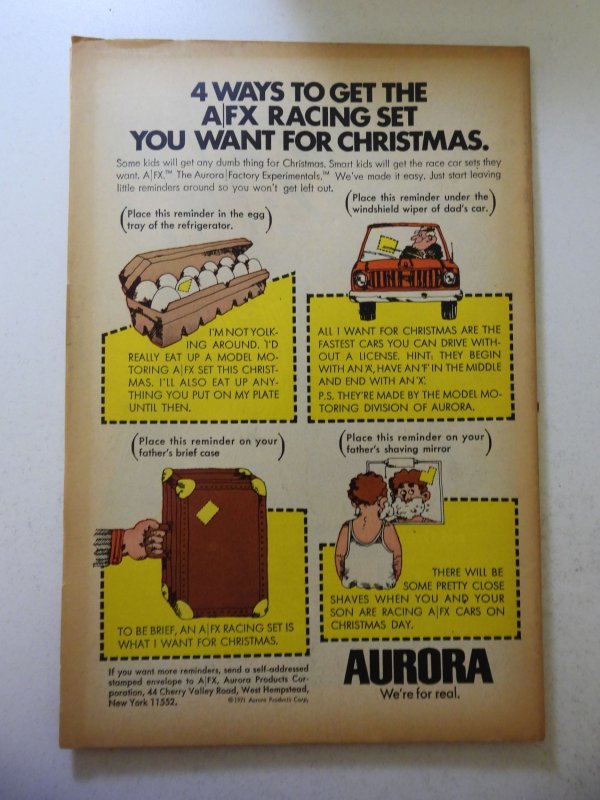 4 WAYS TO GET THE
A|FX RACING SET
YOU WANT FOR CHRISTMAS.
Some kids will get any dumb thing for Christmas. Smart kids will get the race car sets they
want. A|FX.™ The Aurora|Factory Experimentals.™ We've made it easy. Just start leaving
little reminders around so you won't get left out.
(Place this reminder in the egg
tray of the refrigerator.)
I'M NOT YOLK-
ING AROUND. I'D
REALLY EAT UP A MODEL MO-
TORING A|FX SET THIS CHRIST-
MAS. I'LL ALSO EAT UP ANY-
THING YOU PUT ON MY PLATE
UNTIL THEN.
(Place this reminder under the
windshield wiper of dad's car.)
ALL I WANT FOR CHRISTMAS ARE THE
FASTEST CARS YOU CAN DRIVE WITH-
OUT A LICENSE. HINT: THEY BEGIN
WITH AN 'A', HAVE AN 'F' IN THE MIDDLE
AND END WITH AN 'X'.
P.S. THEY'RE MADE BY THE MODEL MO-
TORING DIVISION OF AURORA.
(Place this reminder on your
father's brief case)
TO BE BRIEF, AN A|FX RACING SET IS
WHAT I WANT FOR CHRISTMAS.
(Place this reminder on your
father's shaving mirror)
THERE WILL BE
SOME PRETTY CLOSE
SHAVES WHEN YOU AND YOUR
SON ARE RACING A|FX CARS ON
CHRISTMAS DAY.
If you want more reminders, send a self-addressed
stamped envelope to A|FX, Aurora Products Cor-
poration, 44 Cherry Valley Road, West Hempstead,
New York 11552.
©1971 Aurora Products Corp.
AURORA
We're for real.